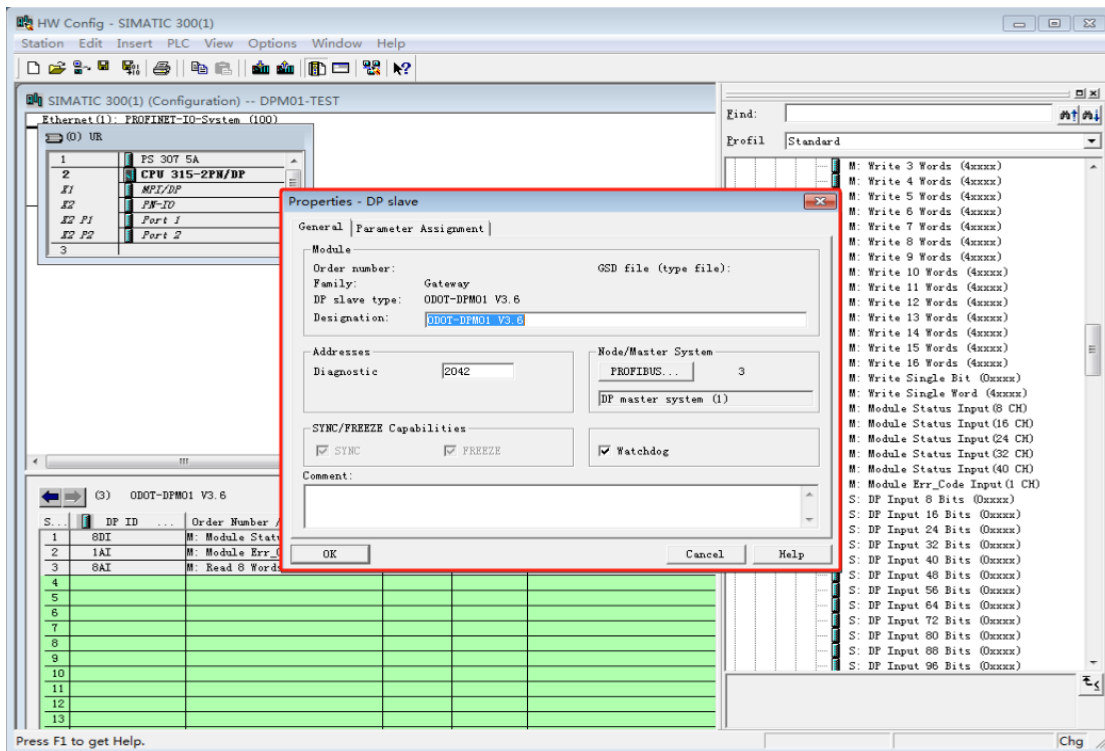 HW Config - SIMATIC 300(1)
Station Edit Insert PLC View Options Window Help
SIMATIC 300(1) (Configuration) -- DPM01-TEST
Ethernet(1): PROFINET-IO-System (100)
(0) UR
1 PS 307 5A
2 CPU 315-2PN/DP
X1 MPI/DP
X2 PN-IO
X2 P1 Port 1
X2 P2 Port 2
3
Properties - DP slave
General Parameter Assignment
Module
Order number: GSD file (type file):
Family: Gateway
DP slave type: ODOT-DPM01 V3.6
Designation: ODOT-DPM01 V3.6
Addresses
Diagnostic 2042
Node/Master System
PROFIBUS... 3
DP master system (1)
SYNC/FREEZE Capabilities
SYNC FREEZE
Watchdog
Comment:
OK Cancel Help
(3) ODOT-DPM01 V3.6
S... DP ID ... Order Number /
1 8DI M: Module Stat
2 1AI M: Module Err_
3 8AI M: Read 8 Words
4
5
6
7
8
9
10
11
12
13
Find:
Profil Standard
M: Write 3 Words (4xxxx)
M: Write 4 Words (4xxxx)
M: Write 5 Words (4xxxx)
M: Write 6 Words (4xxxx)
M: Write 7 Words (4xxxx)
M: Write 8 Words (4xxxx)
M: Write 9 Words (4xxxx)
M: Write 10 Words (4xxxx)
M: Write 11 Words (4xxxx)
M: Write 12 Words (4xxxx)
M: Write 13 Words (4xxxx)
M: Write 14 Words (4xxxx)
M: Write 15 Words (4xxxx)
M: Write 16 Words (4xxxx)
M: Write Single Bit (0xxxx)
M: Write Single Word (4xxxx)
M: Module Status Input(8 CH)
M: Module Status Input(16 CH)
M: Module Status Input(24 CH)
M: Module Status Input(32 CH)
M: Module Status Input(40 CH)
M: Module Err_Code Input(1 CH)
S: DP Input 8 Bits (0xxxx)
S: DP Input 16 Bits (0xxxx)
S: DP Input 24 Bits (0xxxx)
S: DP Input 32 Bits (0xxxx)
S: DP Input 40 Bits (0xxxx)
S: DP Input 48 Bits (0xxxx)
S: DP Input 56 Bits (0xxxx)
S: DP Input 64 Bits (0xxxx)
S: DP Input 72 Bits (0xxxx)
S: DP Input 80 Bits (0xxxx)
S: DP Input 88 Bits (0xxxx)
S: DP Input 96 Bits (0xxxx)
Press F1 to get Help.
Chg